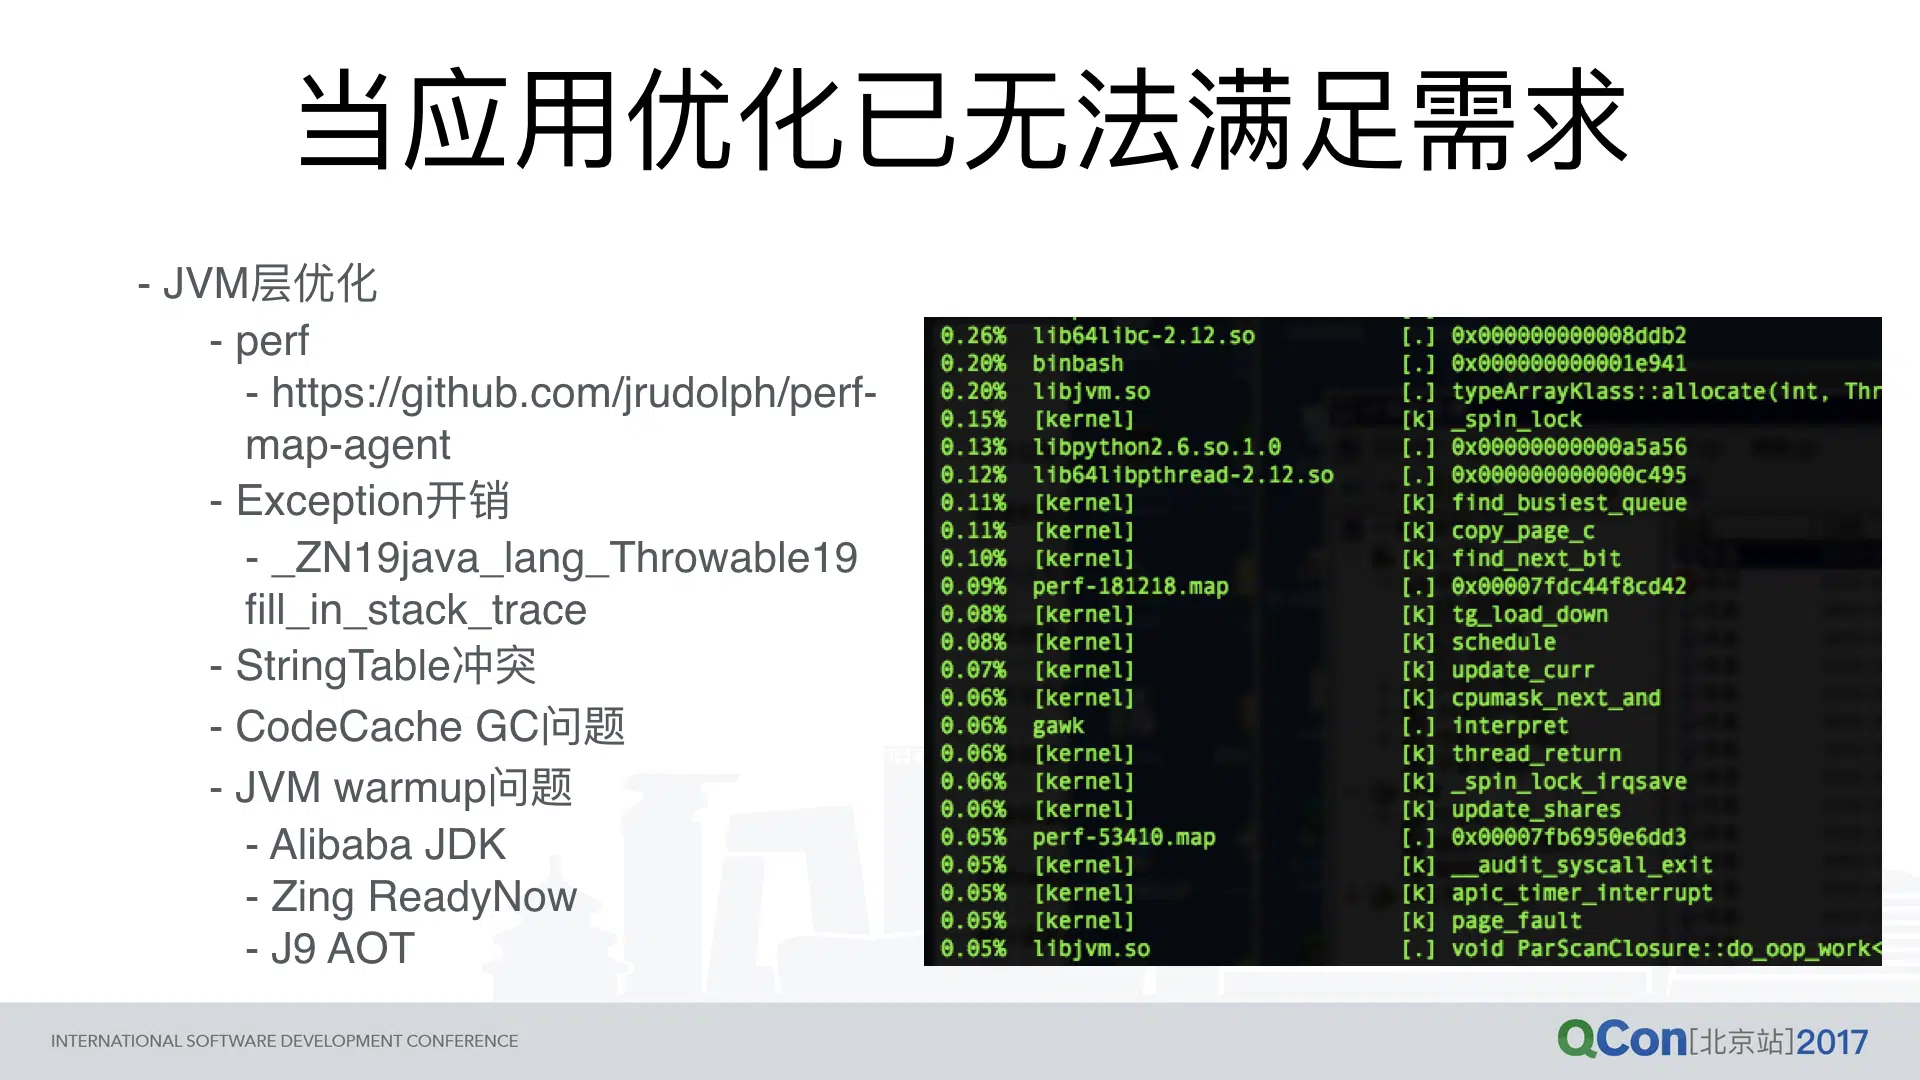 当应用优化已无法满足需求
- JVM层优化
- perf
- https://github.com/jrudolph/perf-
map-agent
- Exception开销
- _ZN19java_lang_Throwable19
fill_in_stack_trace
- StringTable冲突
- CodeCache GC问题
- JVM warmup问题
- Alibaba JDK
- Zing ReadyNow
- J9 AOT
0.26% lib64libc-2.12.so [.] 0x000000000008ddb2
0.20% binbash [.] 0x000000000001e941
0.20% libjvm.so [.] typeArrayKlass::allocate(int, Thr
0.15% [kernel] [k] _spin_lock
0.13% libpython2.6.so.1.0 [.] 0x00000000000a5a56
0.12% lib64libpthread-2.12.so [.] 0x000000000000c495
0.11% [kernel] [k] find_busiest_queue
0.11% [kernel] [k] copy_page_c
0.10% [kernel] [k] find_next_bit
0.09% perf-181218.map [.] 0x00007fdc44f8cd42
0.08% [kernel] [k] tg_load_down
0.08% [kernel] [k] schedule
0.07% [kernel] [k] update_curr
0.06% [kernel] [k] cpumask_next_and
0.06% gawk [.] interpret
0.06% [kernel] [k] thread_return
0.06% [kernel] [k] _spin_lock_irqsave
0.06% [kernel] [k] update_shares
0.05% perf-53410.map [.] 0x00007fb6950e6dd3
0.05% [kernel] [k] __audit_syscall_exit
0.05% [kernel] [k] apic_timer_interrupt
0.05% [kernel] [k] page_fault
0.05% libjvm.so [.] void ParScanClosure::do_oop_work<
INTERNATIONAL SOFTWARE DEVELOPMENT CONFERENCE
QCon[北京站]2017